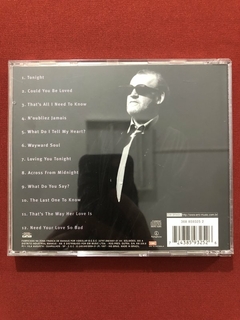 1. Tonight
2. Could You Be Loved
3. That's All I Need To Know
4. N'oubliez Jamais
5. What Do I Tell My Heart?
6. Wayward Soul
7. Loving You Tonight
8. Across From Midnight
9. What Do You Say?
10. The Last One To Know
11. That's The Way Her Love Is
12. Need Your Love So Bad
EMI